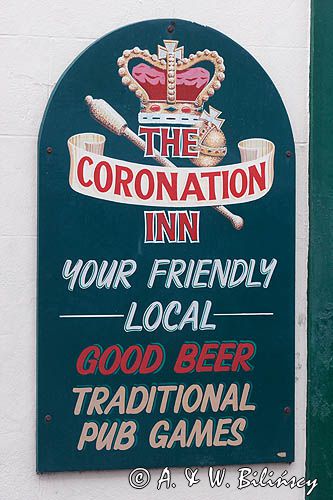 THE
CORONATION
INN
YOUR FRIENDLY
LOCAL
GOOD BEER
TRADITIONAL
PUB GAMES
© A. & W. Bilińscy